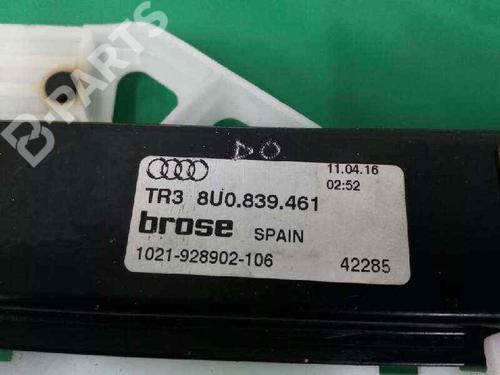 B-PARTS
DO
11.04.16
02:52
TR3 8U0.839.461
brose SPAIN
1021-928902-106 42285